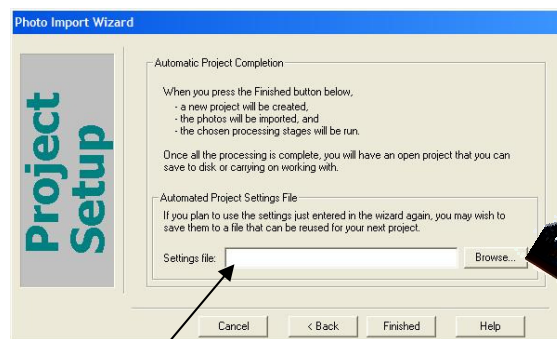 Photo Import Wizard
Project
Setup
Automatic Project Completion
When you press the Finished button below,
- a new project will be created,
- the photos will be imported, and
- the chosen processing stages will be run.
Once all the processing is complete, you will have an open project that you can
save to disk or carrying on working with.
Automated Project Settings File
If you plan to use the settings just entered in the wizard again, you may wish to
save them to a file that can be reused for your next project.
Settings file:
Browse...
Cancel
< Back
Finished
Help